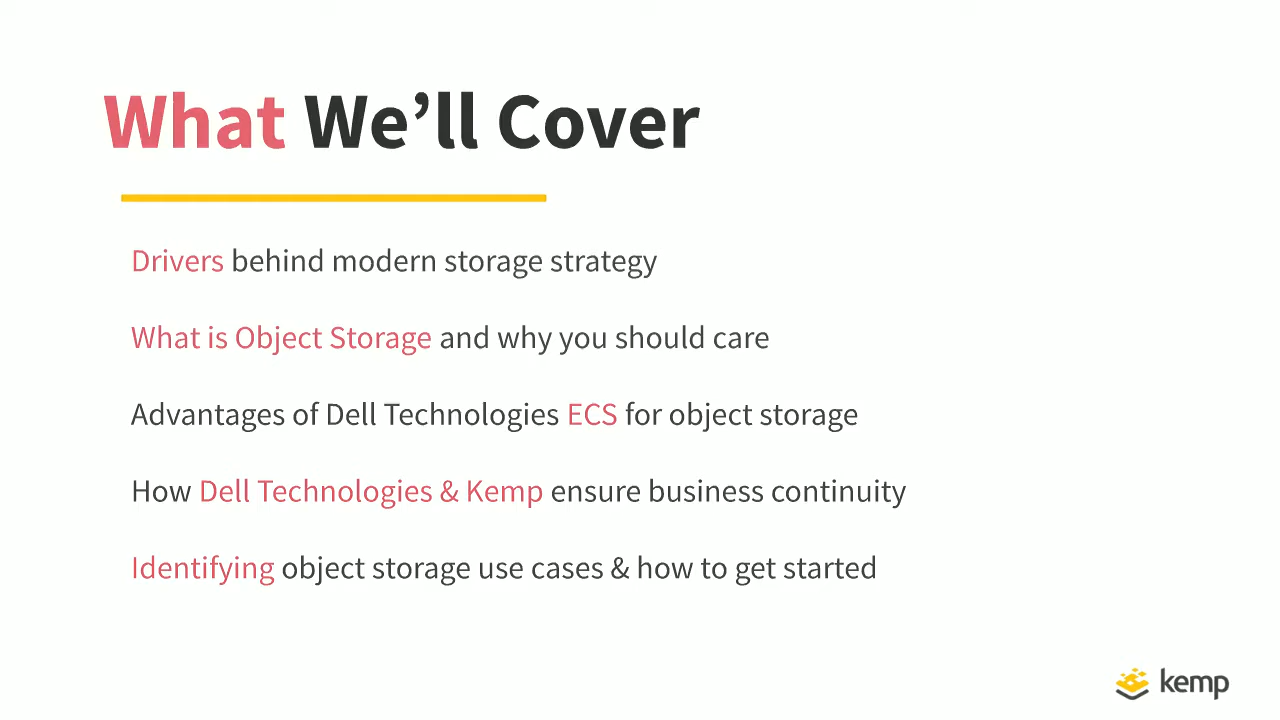 What We’ll Cover
Drivers behind modern storage strategy
What is Object Storage and why you should care
Advantages of Dell Technologies ECS for object storage
How Dell Technologies & Kemp ensure business continuity
Identifying object storage use cases & how to get started
kemp